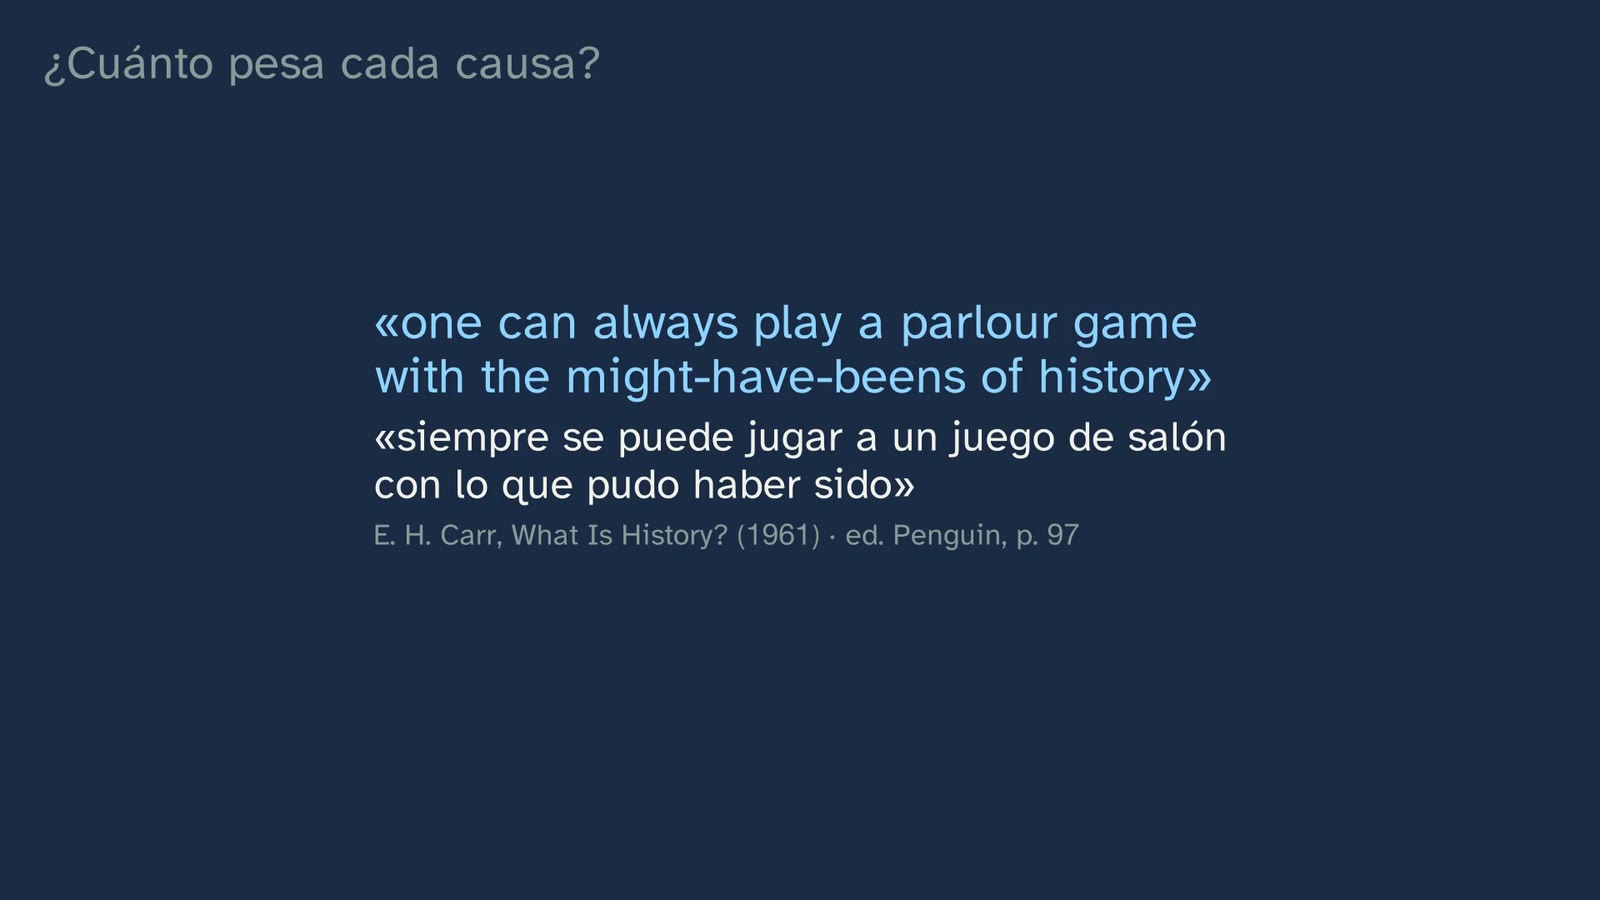 ¿Cuánto pesa cada causa?
«one can always play a parlour game
with the might-have-beens of history»
«siempre se puede jugar a un juego de salón
con lo que pudo haber sido»
E. H. Carr, What Is History? (1961) · ed. Penguin, p. 97